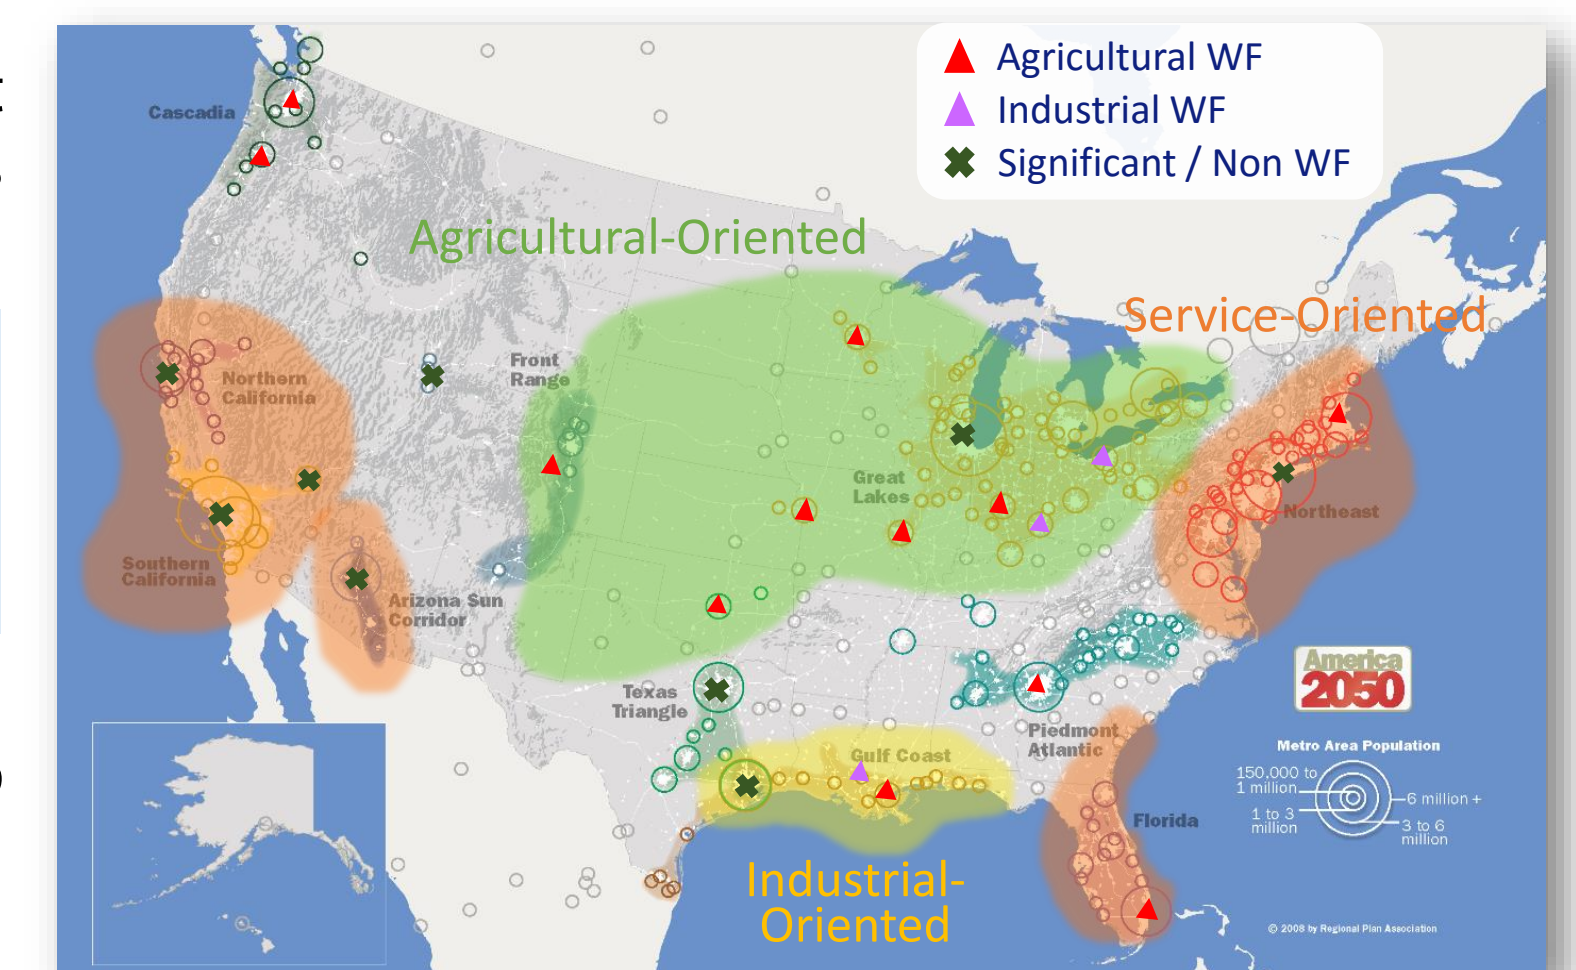 Agricultural WF
Industrial WF
Significant / Non WF
Cascadia
Agricultural-Oriented
Service-Oriented
Front
Range
Northern
California
Great
Lakes
Northeast
Southern
California
Arizona Sun
Corridor
Texas
Triangle
Piedmont
Atlantic
Gulf Coast
America
2050
Metro Area Population
150,000 to
1 million
1 to 3
million
6 million +
3 to 6
million
Florida
Industrial-
Oriented
© 2008 by Regional Plan Association